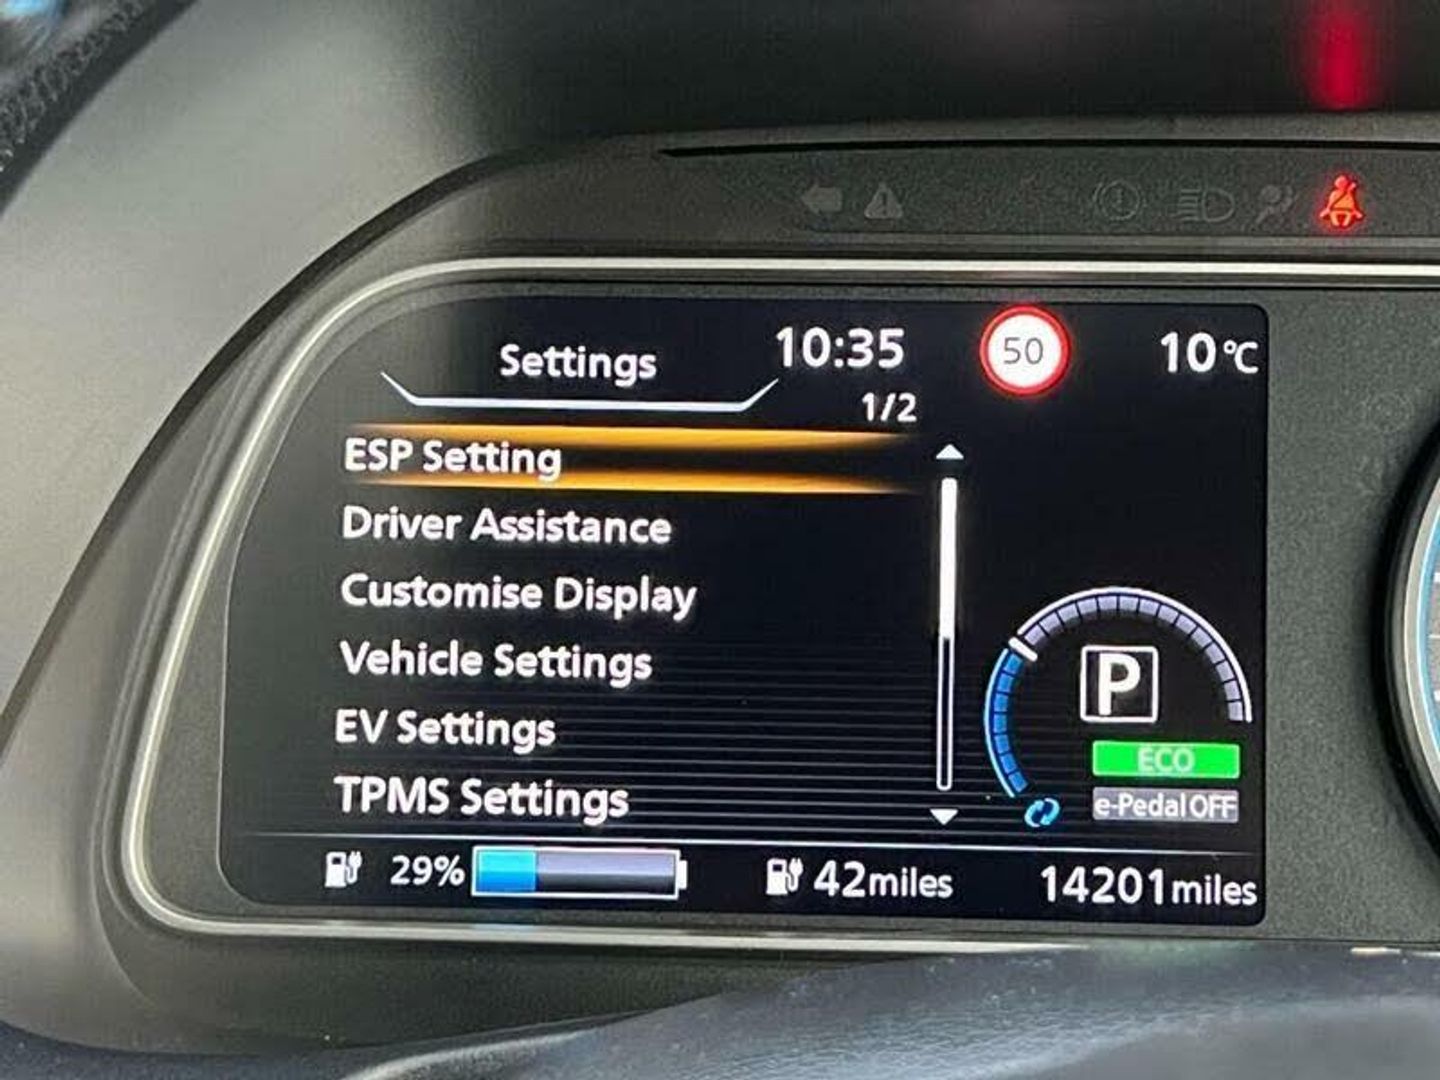 Settings
10:35
50
10°C
1/2
ESP Setting
Driver Assistance
Customise Display
Vehicle Settings
EV Settings
TPMS Settings
P
ECO
e-Pedal OFF
29%
42miles
14201miles